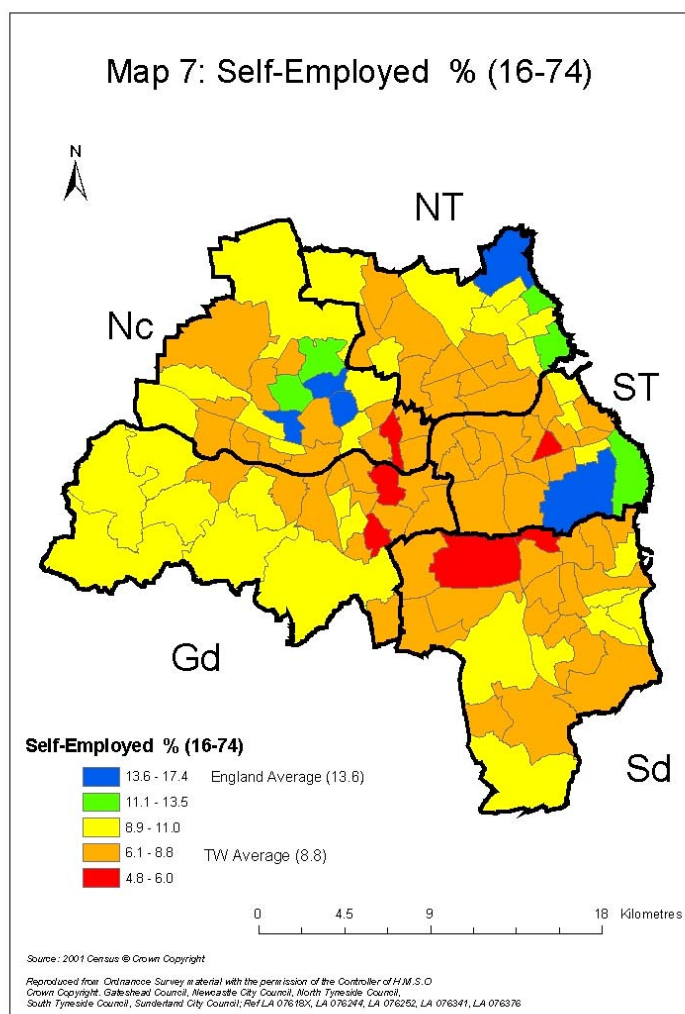 Map 7: Self-Employed % (16-74)
N
NT
Nc
ST
Gd
Sd
Self-Employed % (16-74)
13.6 - 17.4 England Average (13.6)
11.1 - 13.5
8.9 - 11.0
6.1 - 8.8 TW Average (8.8)
4.8 - 6.0
0 4.5 9 18 Kilometres
Source: 2001 Census © Crown Copyright
Reproduced from Ordnance Survey material with the permission of the Controller of H.M.S.O
Crown Copyright. Gateshead Council, Newcastle City Council, North Tyneside Council,
South Tyneside Council, Sunderland City Council; Ref LA 07618X, LA 076244, LA 076252, LA 076341, LA 076376